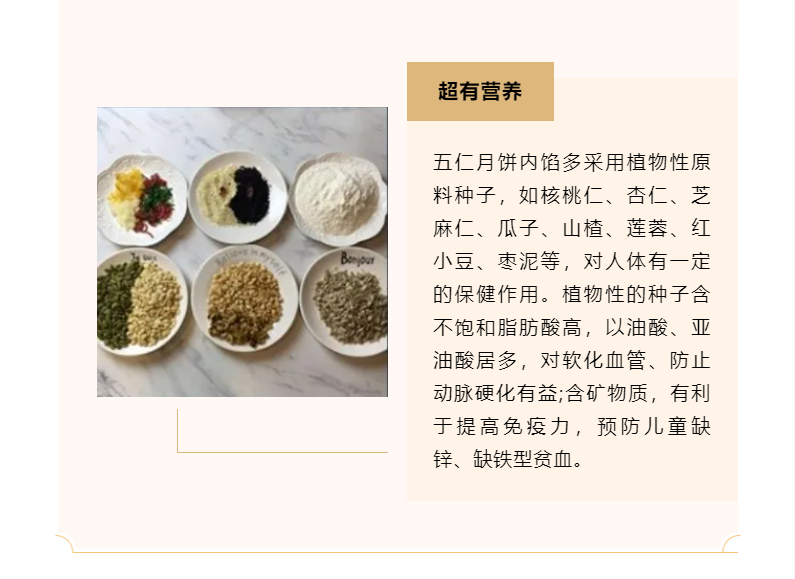 超有营养
五仁月饼内馅多采用植物性原
料种子，如核桃仁、杏仁、芝
麻仁、瓜子、山楂、莲蓉、红
小豆、枣泥等，对人体有一定
的保健作用。植物性的种子含
不饱和脂肪酸高，以油酸、亚
油酸居多，对软化血管、防止
动脉硬化有益;含矿物质，有利
于提高免疫力，预防儿童缺
锌、缺铁型贫血。
Believe in myself
Bonjour